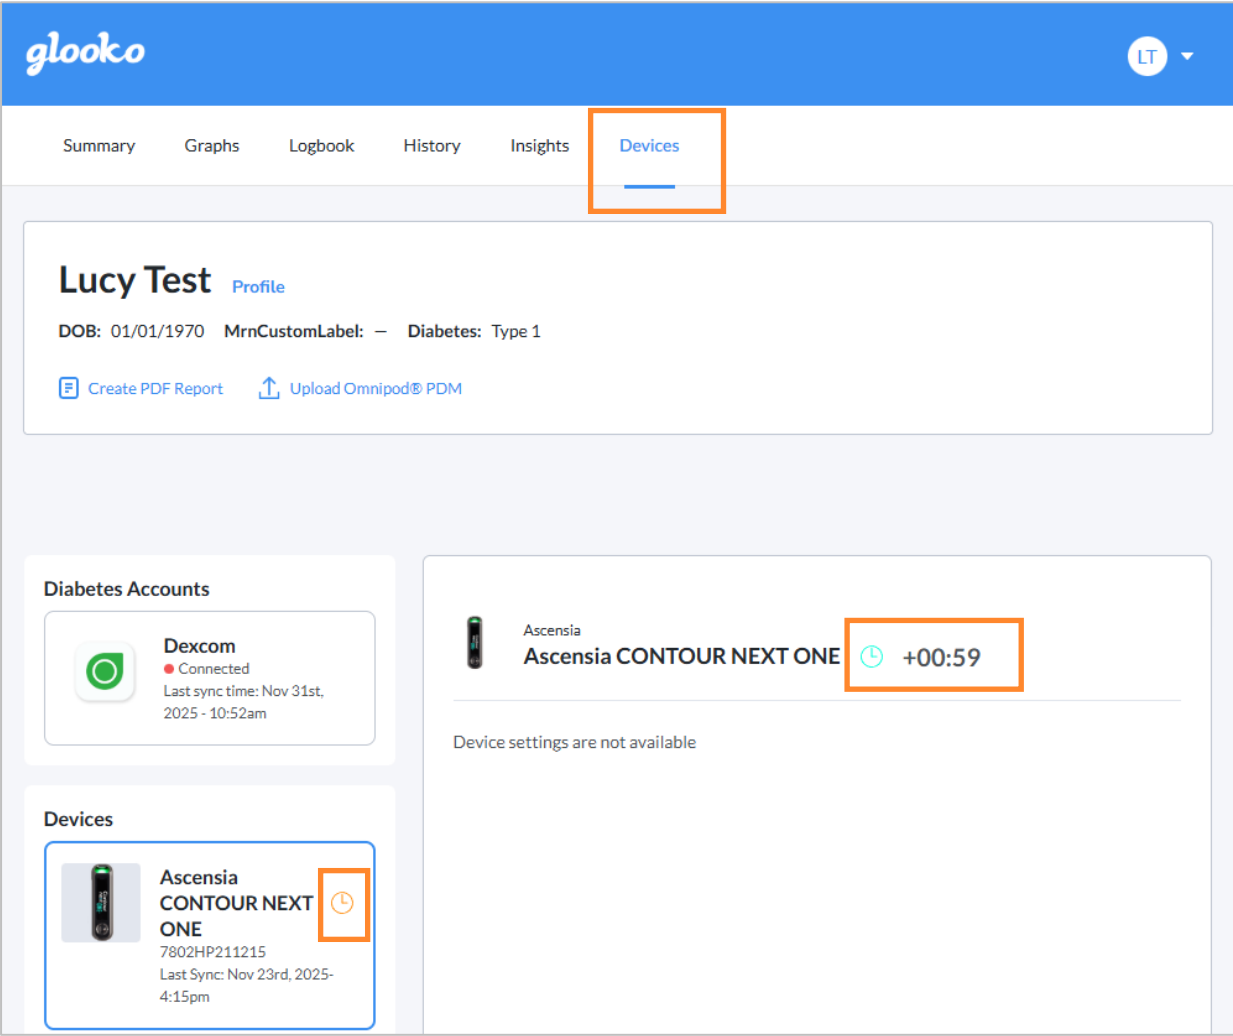 glooko
LT
Summary Graphs Logbook History Insights Devices
Lucy Test Profile
DOB: 01/01/1970 MrnCustomLabel: — Diabetes: Type 1
Create PDF Report Upload Omnipod® PDM
Diabetes Accounts
Dexcom
Connected
Last sync time: Nov 31st,
2025 - 10:52am
Ascensia
Ascensia CONTOUR NEXT ONE +00:59
Device settings are not available
Devices
Ascensia
CONTOUR NEXT
ONE
7802HP211215
Last Sync: Nov 23rd, 2025-
4:15pm